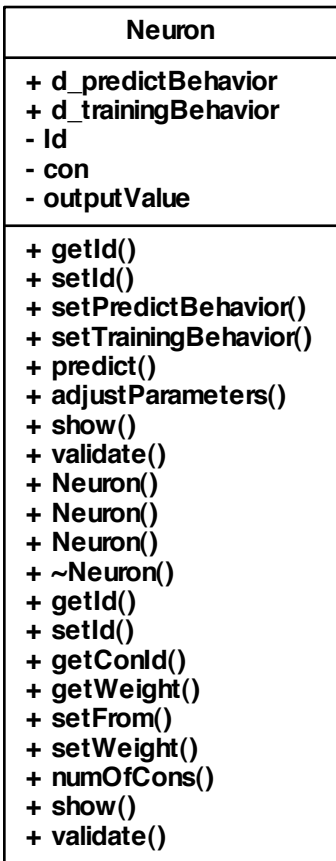 Neuron
+ d_predictBehavior
+ d_trainingBehavior
- Id
- con
- outputValue
+ getId()
+ setId()
+ setPredictBehavior()
+ setTrainingBehavior()
+ predict()
+ adjustParameters()
+ show()
+ validate()
+ Neuron()
+ Neuron()
+ Neuron()
+ ~Neuron()
+ getId()
+ setId()
+ getConId()
+ getWeight()
+ setFrom()
+ setWeight()
+ numOfCons()
+ show()
+ validate()